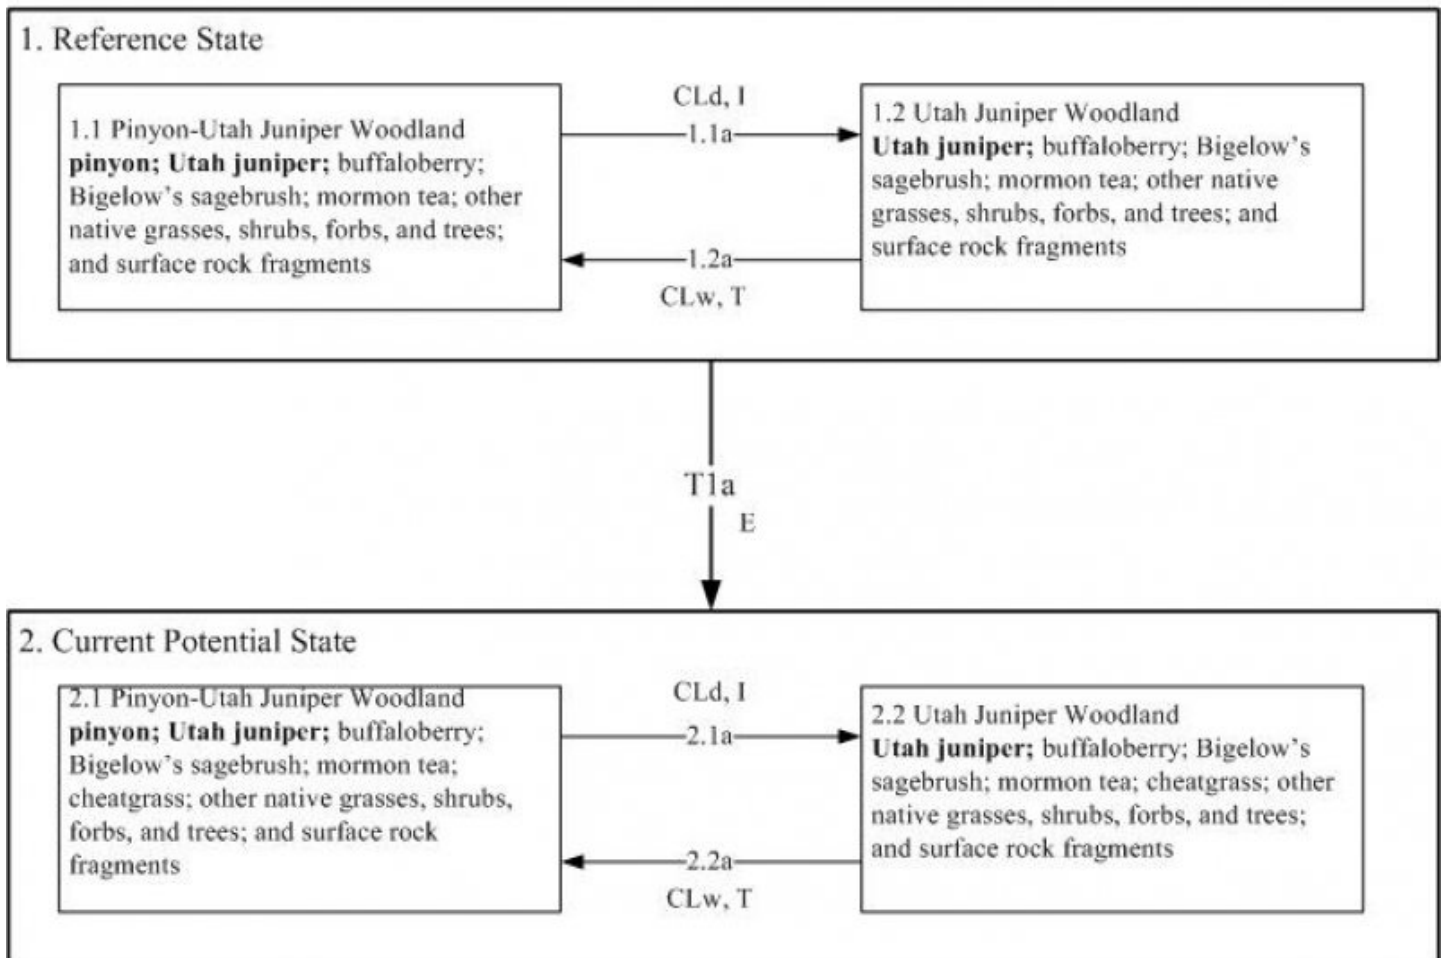 1. Reference State
1.1 Pinyon-Utah Juniper Woodland
pinyon; Utah juniper; buffaloberry;
Bigelow’s sagebrush; mormon tea; other
native grasses, shrubs, forbs, and trees;
and surface rock fragments
CLd, I
1.1a
1.2a
CLw, T
1.2 Utah Juniper Woodland
Utah juniper; buffaloberry; Bigelow’s
sagebrush; mormon tea; other native
grasses, shrubs, forbs, and trees; and
surface rock fragments
T1a
E
2. Current Potential State
2.1 Pinyon-Utah Juniper Woodland
pinyon; Utah juniper; buffaloberry;
Bigelow’s sagebrush; mormon tea;
cheatgrass; other native grasses, shrubs,
forbs, and trees; and surface rock
fragments
CLd, I
2.1a
2.2a
CLw, T
2.2 Utah Juniper Woodland
Utah juniper; buffaloberry; Bigelow’s
sagebrush; mormon tea; cheatgrass; other
native grasses, shrubs, forbs, and trees;
and surface rock fragments